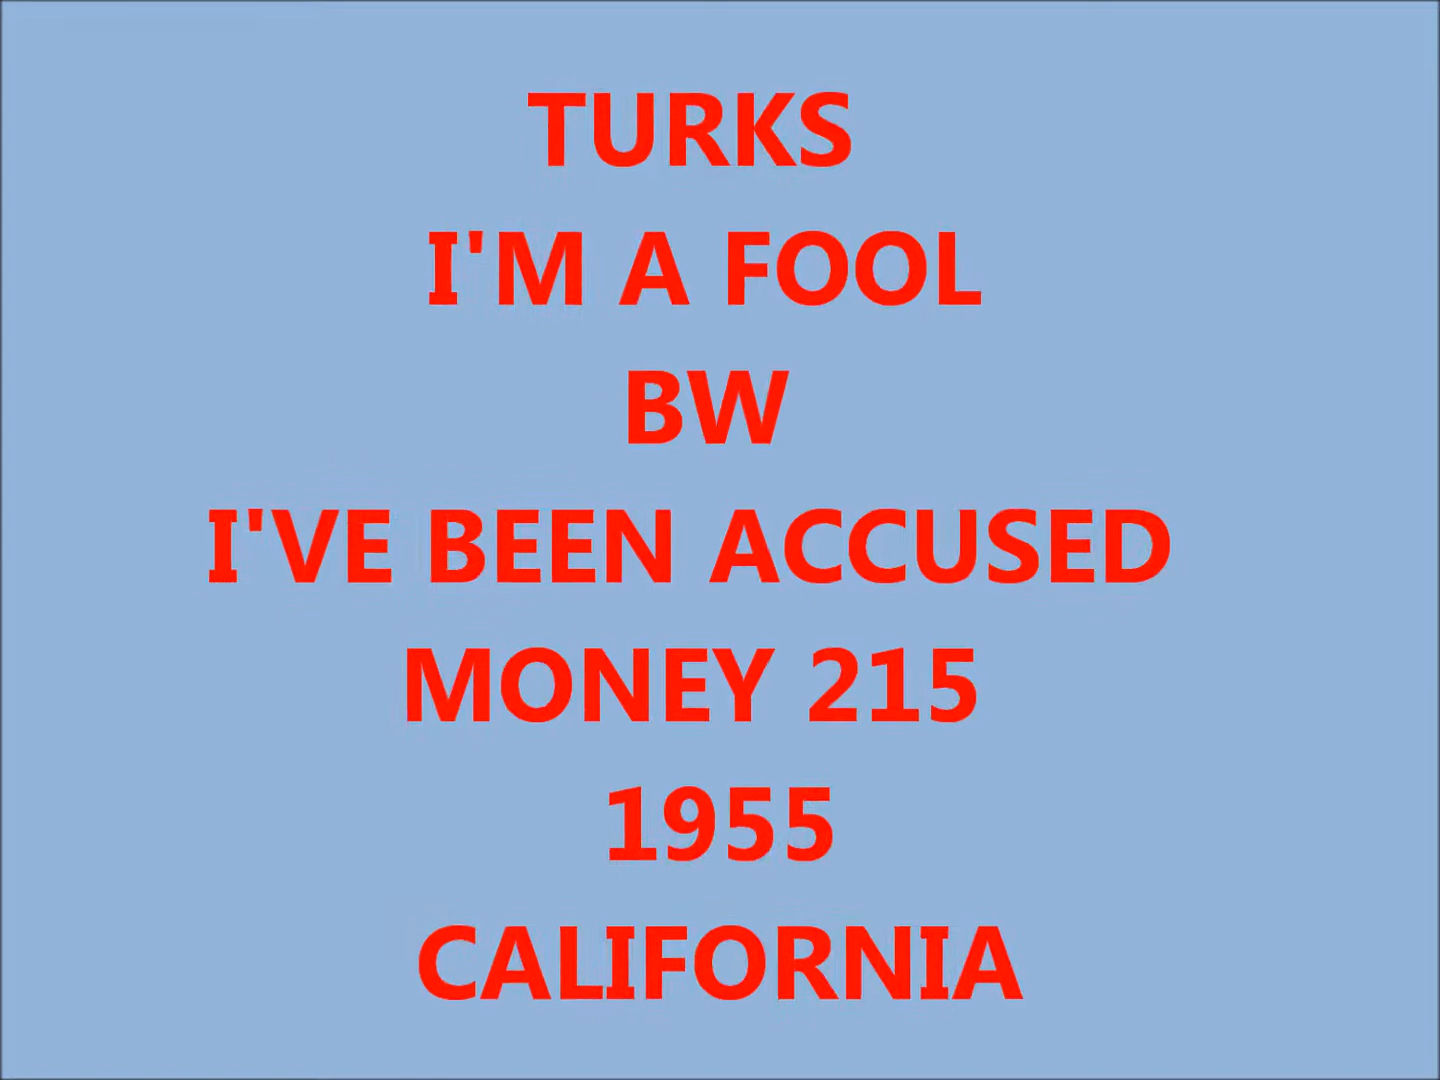 TURKS
I'M A FOOL
BW
I'VE BEEN ACCUSED
MONEY 215
1955
CALIFORNIA